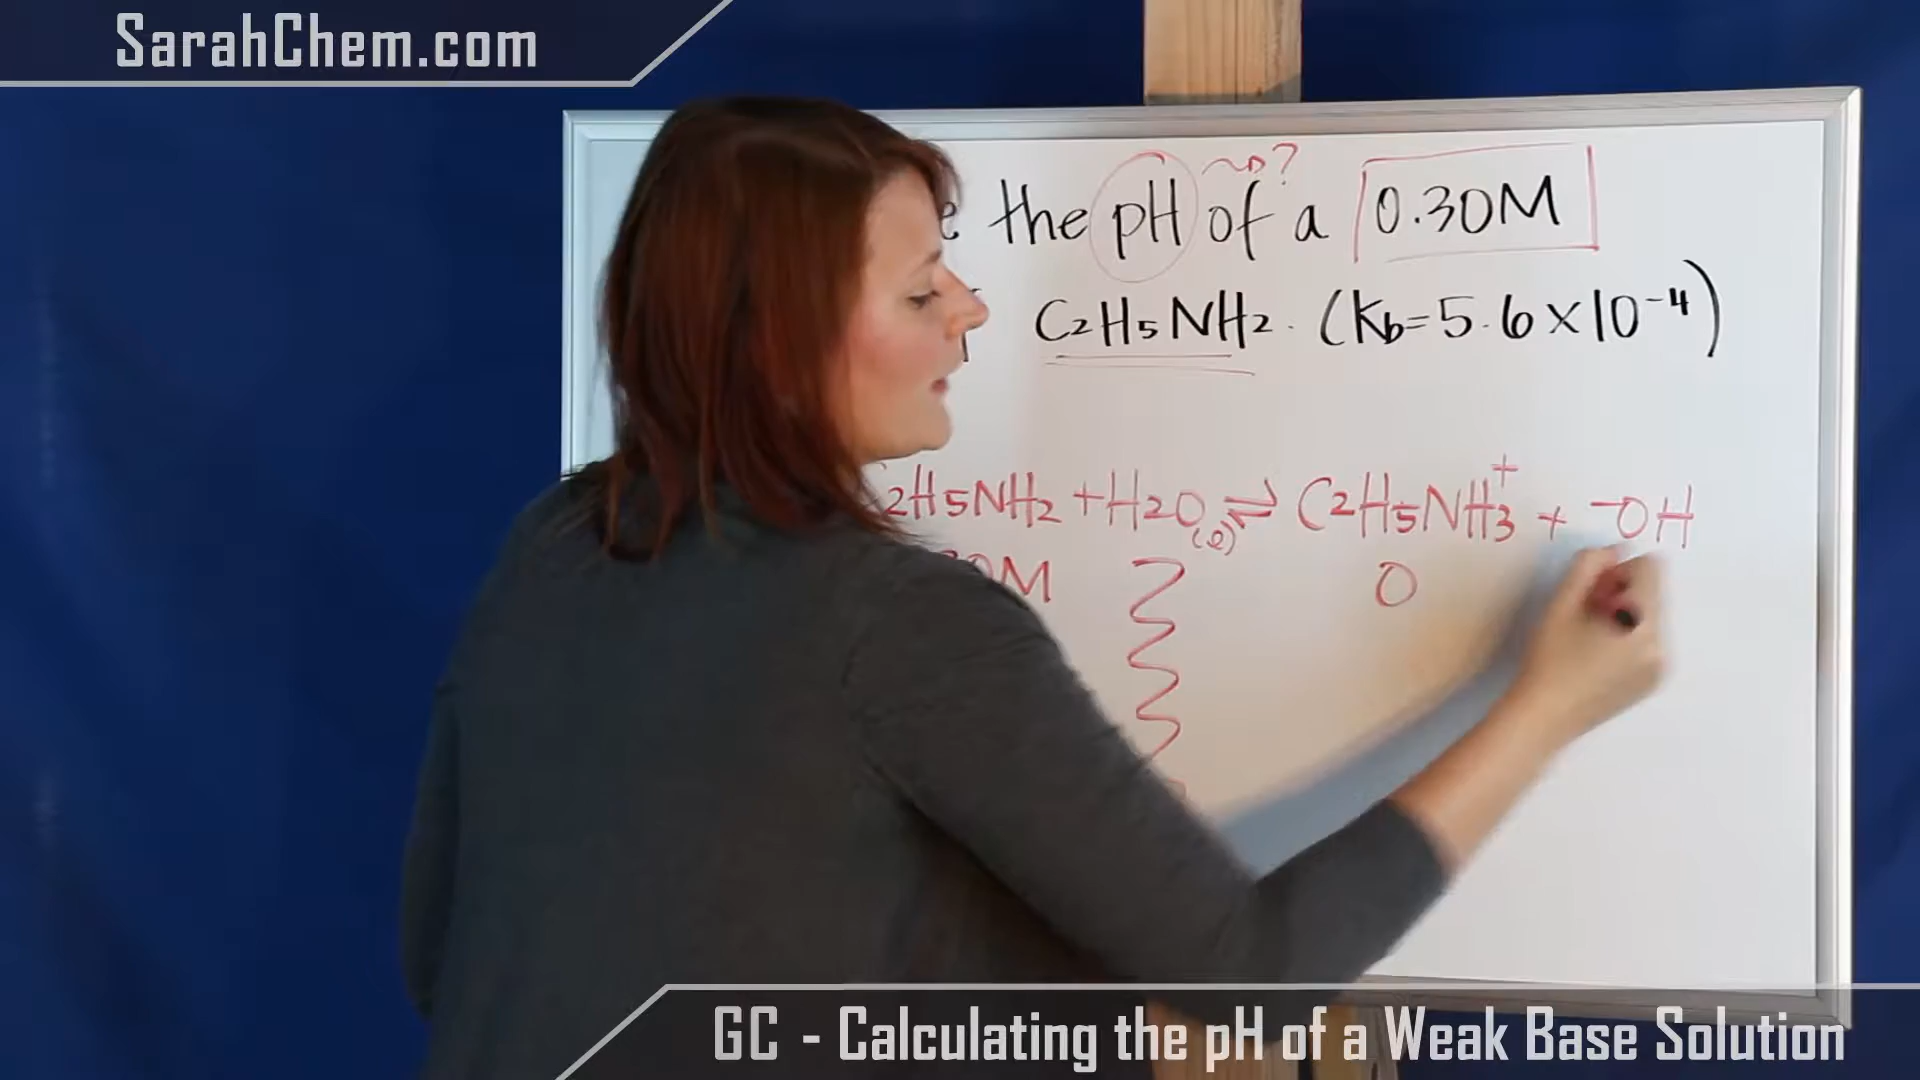 SarahChem.com
the pH of a 0.30M
C2H5NH2. (Kb=5.6×10⁻⁴)
2H5NH2 + H2O(l) ⇌ C2H5NH3⁺ + ⁻OH
0M 0
GC - Calculating the pH of a Weak Base Solution